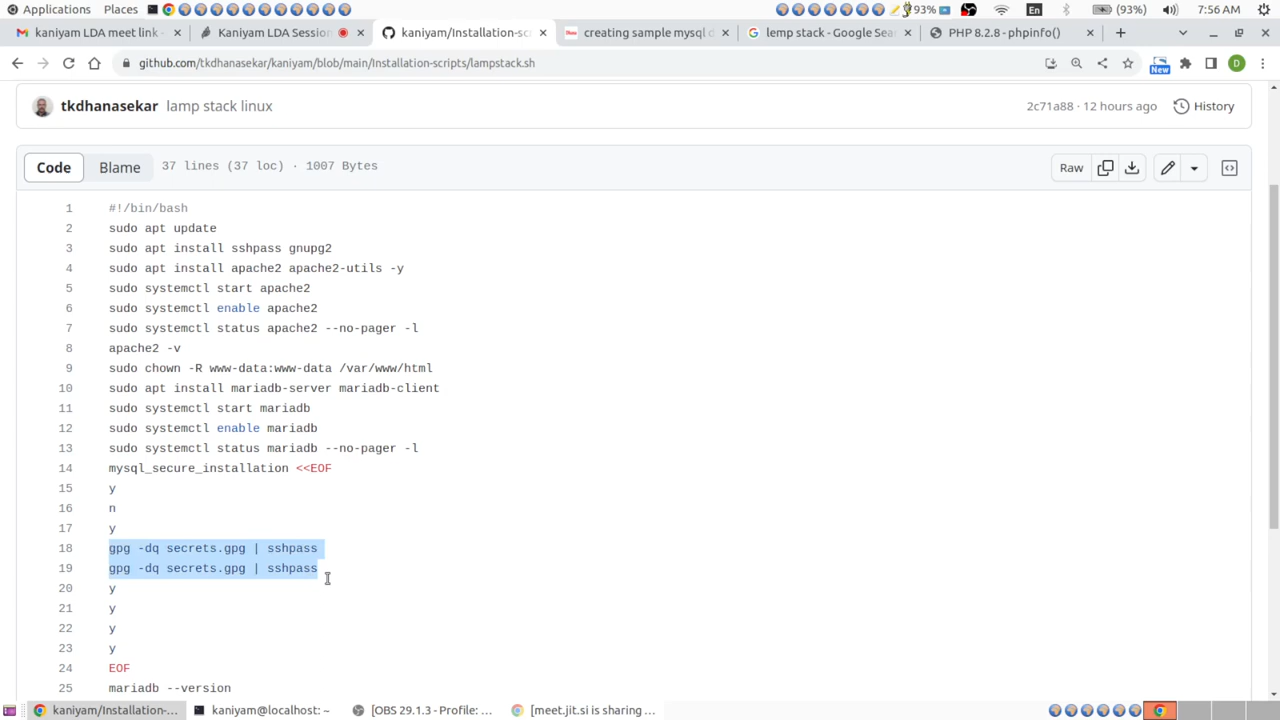 Applications Places 93% En (93%) 7:56 AM
kaniyam LDA meet link - Kaniyam LDA Session kaniyam/Installation-scr creating sample mysql d lemp stack - Google Sea PHP 8.2.8 - phpinfo()
github.com/tkdhanasekar/kaniyam/blob/main/Installation-scripts/lampstack.sh New D
tkdhanasekar lamp stack linux 2c71a88 · 12 hours ago History
Code Blame 37 lines (37 loc) · 1007 Bytes Raw
1 #!/bin/bash
2 sudo apt update
3 sudo apt install sshpass gnupg2
4 sudo apt install apache2 apache2-utils -y
5 sudo systemctl start apache2
6 sudo systemctl enable apache2
7 sudo systemctl status apache2 --no-pager -l
8 apache2 -v
9 sudo chown -R www-data:www-data /var/www/html
10 sudo apt install mariadb-server mariadb-client
11 sudo systemctl start mariadb
12 sudo systemctl enable mariadb
13 sudo systemctl status mariadb --no-pager -l
14 mysql_secure_installation <<EOF
15 y
16 n
17 y
18 gpg -dq secrets.gpg | sshpass
19 gpg -dq secrets.gpg | sshpass
20 y
21 y
22 y
23 y
24 EOF
25 mariadb --version
kaniyam/Installation-... kaniyam@localhost: ~ [OBS 29.1.3 - Profile: ... [meet.jit.si is sharing ...